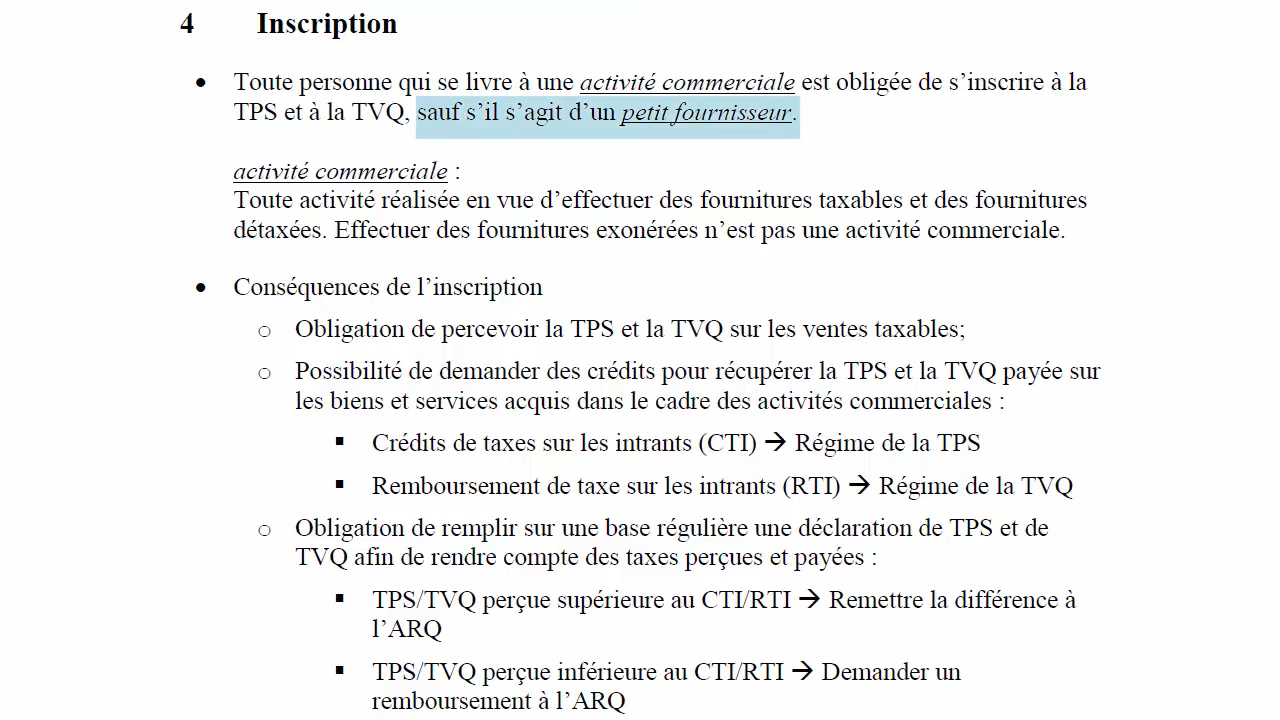 4 Inscription
• Toute personne qui se livre à une activité commerciale est obligée de s’inscrire à la
TPS et à la TVQ, sauf s’il s’agit d’un petit fournisseur.
activité commerciale :
Toute activité réalisée en vue d’effectuer des fournitures taxables et des fournitures
détaxées. Effectuer des fournitures exonérées n’est pas une activité commerciale.
• Conséquences de l’inscription
o Obligation de percevoir la TPS et la TVQ sur les ventes taxables;
o Possibilité de demander des crédits pour récupérer la TPS et la TVQ payée sur
les biens et services acquis dans le cadre des activités commerciales :
▪ Crédits de taxes sur les intrants (CTI) → Régime de la TPS
▪ Remboursement de taxe sur les intrants (RTI) → Régime de la TVQ
o Obligation de remplir sur une base régulière une déclaration de TPS et de
TVQ afin de rendre compte des taxes perçues et payées :
▪ TPS/TVQ perçue supérieure au CTI/RTI → Remettre la différence à
l’ARQ
▪ TPS/TVQ perçue inférieure au CTI/RTI → Demander un
remboursement à l’ARQ